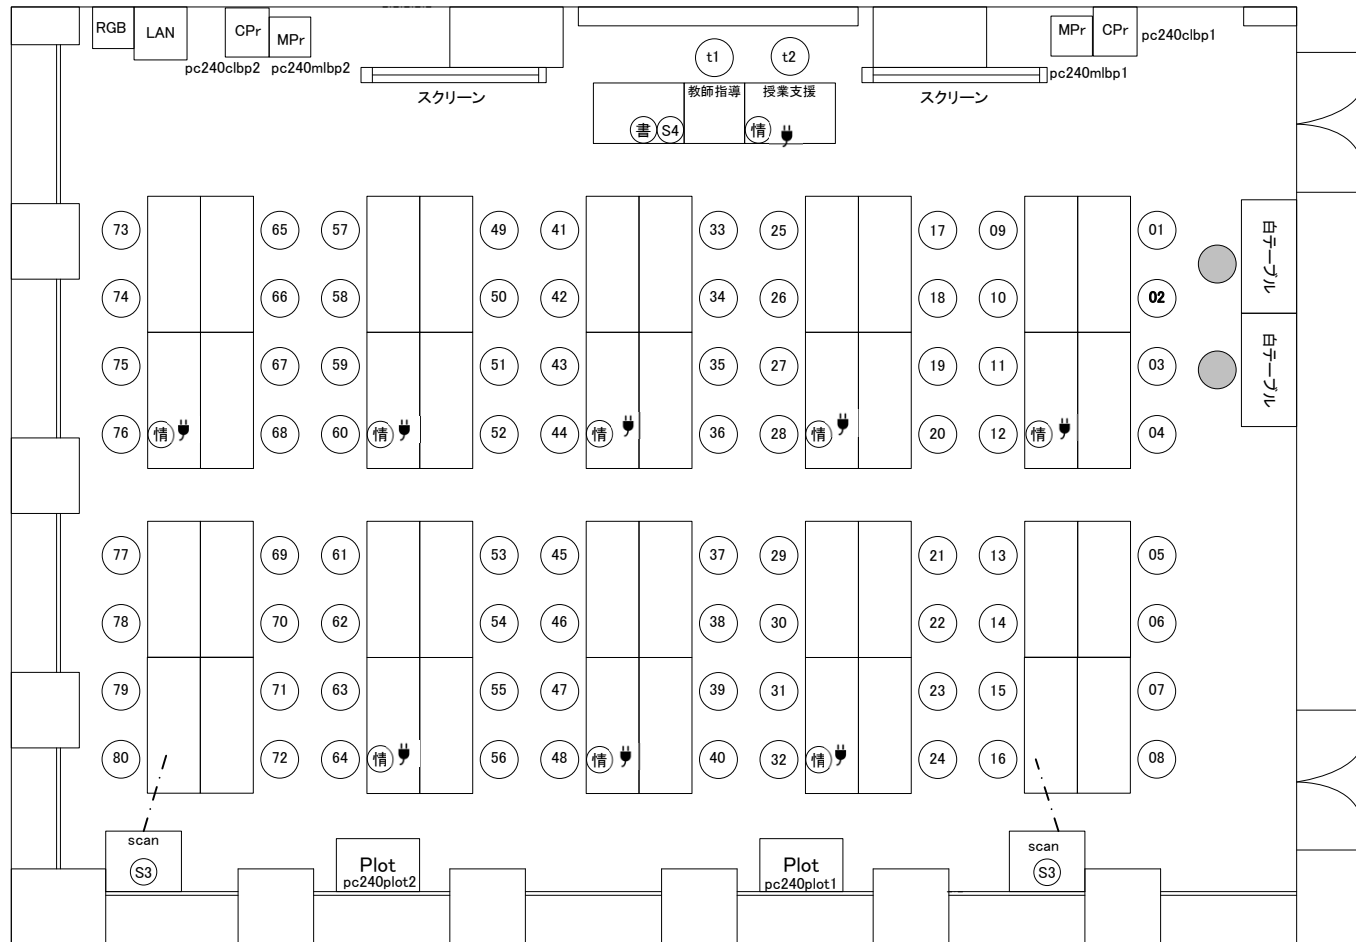 RGB
LAN
CPr
MPr
pc240clbp2
pc240mlbp2
スクリーン
t1
t2
教師指導
授業支援
書
S4
情
MPr
CPr
pc240clbp1
pc240mlbp1
スクリーン
73 65 57 49 41 33 25 17 09 01
74 66 58 50 42 34 26 18 10 02
75 67 59 51 43 35 27 19 11 03
76 情 68 60 情 52 44 情 36 28 情 20 12 情 04
白テーブル
白テーブル
77 69 61 53 45 37 29 21 13 05
78 70 62 54 46 38 30 22 14 06
79 71 63 55 47 39 31 23 15 07
80 72 64 情 56 48 情 40 32 情 24 16 08
scan
S3
Plot
pc240plot2
Plot
pc240plot1
scan
S3